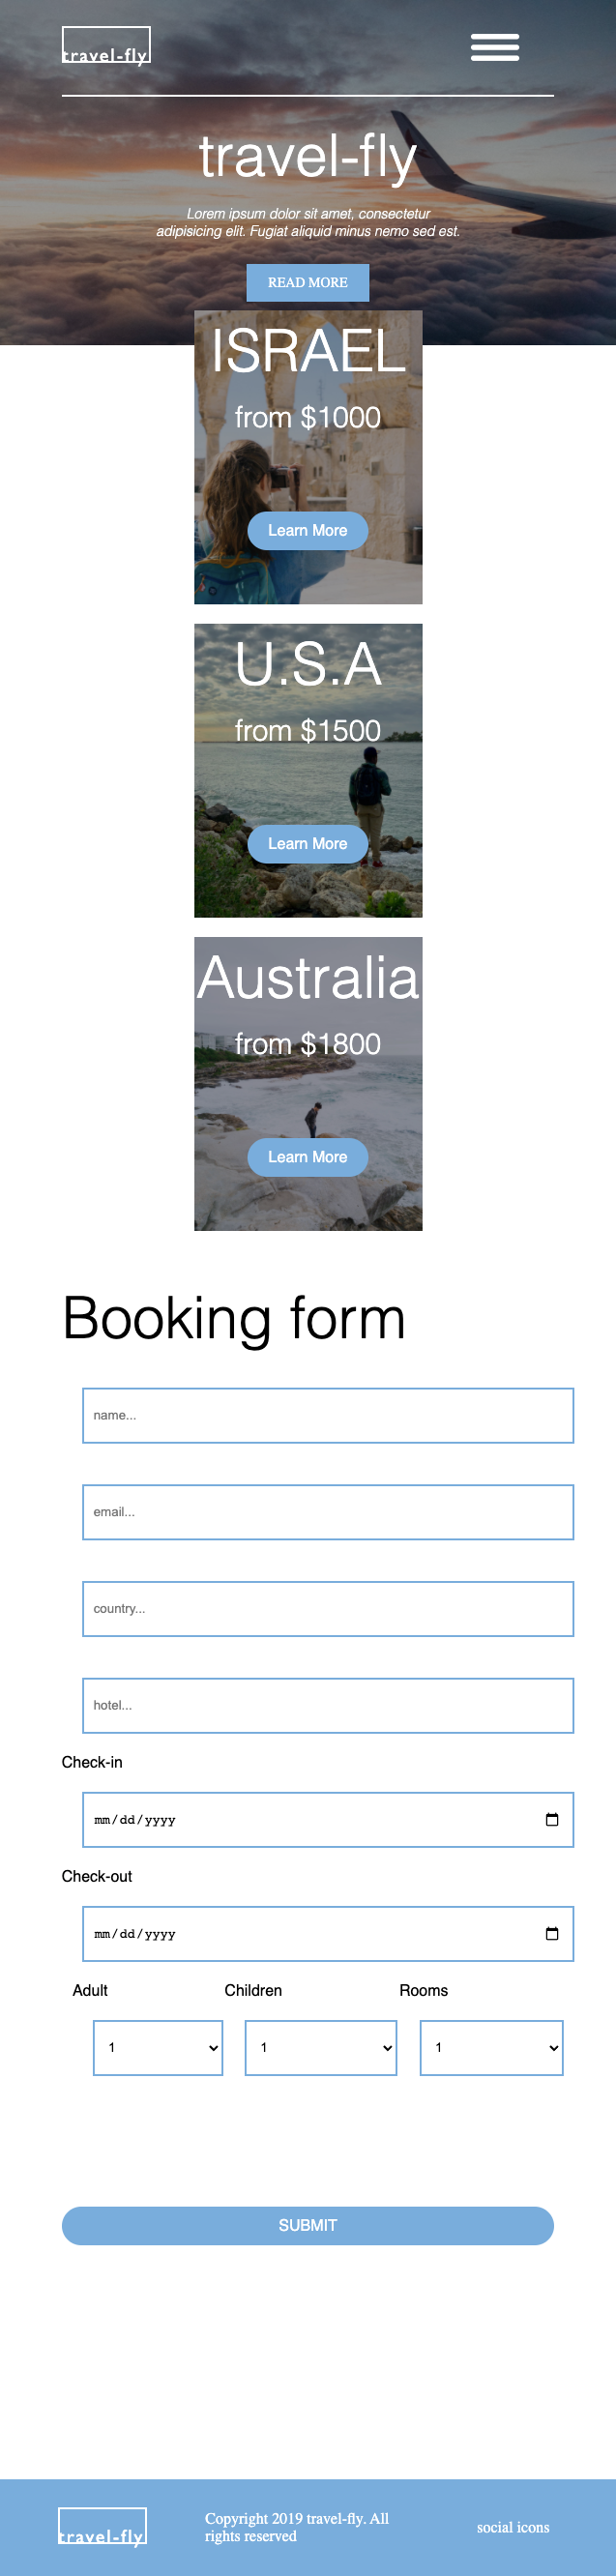 travel-fly
travel-fly
Lorem ipsum dolor sit amet, consectetur
adipisicing elit. Fugiat aliquid minus nemo sed est.
READ MORE
ISRAEL
from $1000
Learn More
U.S.A
from $1500
Learn More
Australia
from $1800
Learn More
Booking form
name...
email...
country...
hotel...
Check-in
mm/dd/yyyy
Check-out
mm/dd/yyyy
Adult Children Rooms
1 1 1
SUBMIT
travel-fly
Copyright 2019 travel-fly. All
rights reserved
social icons